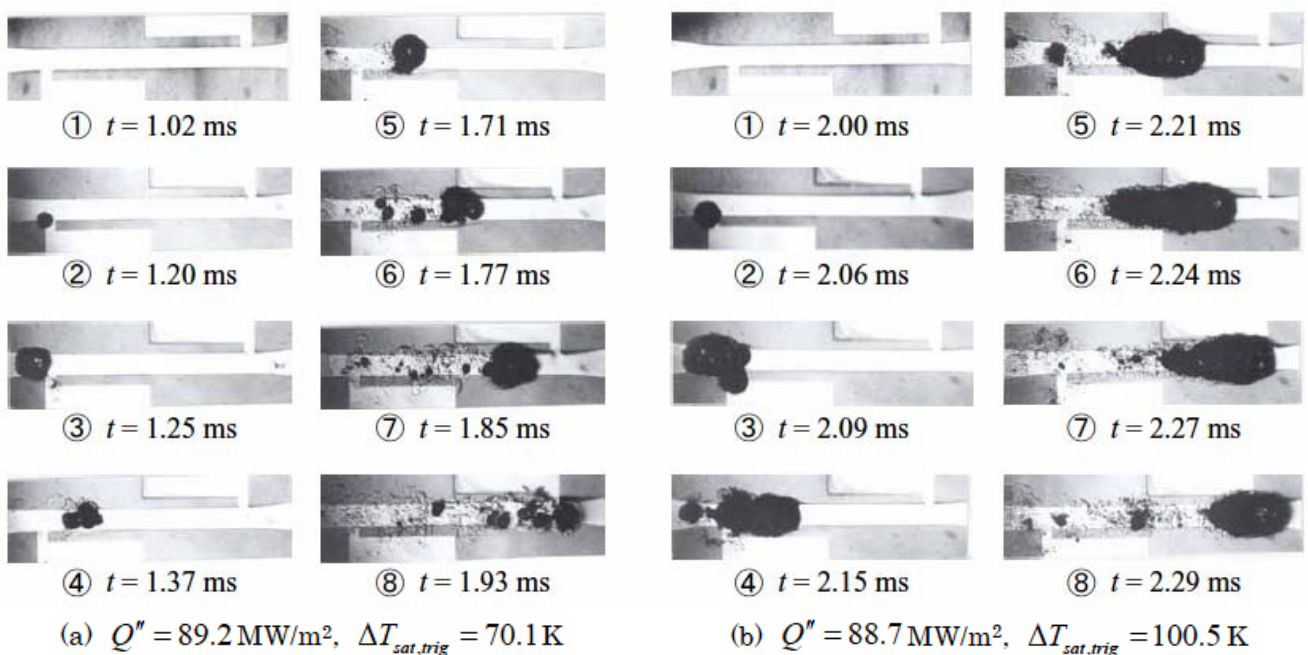 ① t = 1.02 ms
⑤ t = 1.71 ms
① t = 2.00 ms
⑤ t = 2.21 ms
② t = 1.20 ms
⑥ t = 1.77 ms
② t = 2.06 ms
⑥ t = 2.24 ms
③ t = 1.25 ms
⑦ t = 1.85 ms
③ t = 2.09 ms
⑦ t = 2.27 ms
④ t = 1.37 ms
⑧ t = 1.93 ms
④ t = 2.15 ms
⑧ t = 2.29 ms
(a) Q″ = 89.2 MW/m², ΔT_sat,trig = 70.1 K
(b) Q″ = 88.7 MW/m², ΔT_sat,trig = 100.5 K